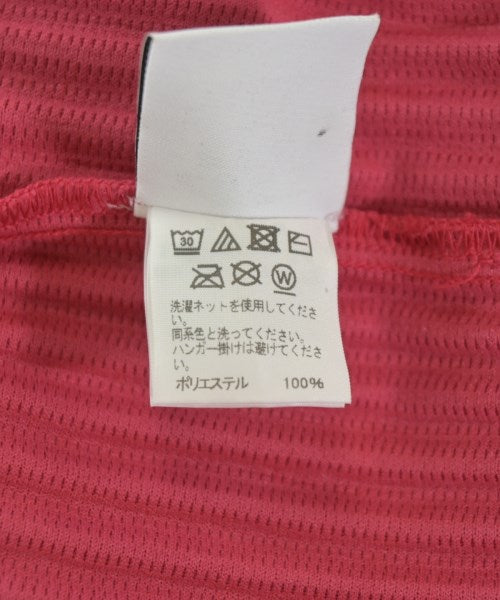 30
W
洗濯ネットを使用してくださ
い。
同系色と洗ってください。
ハンガー掛けは避けてくださ
い。
ポリエステル 100%